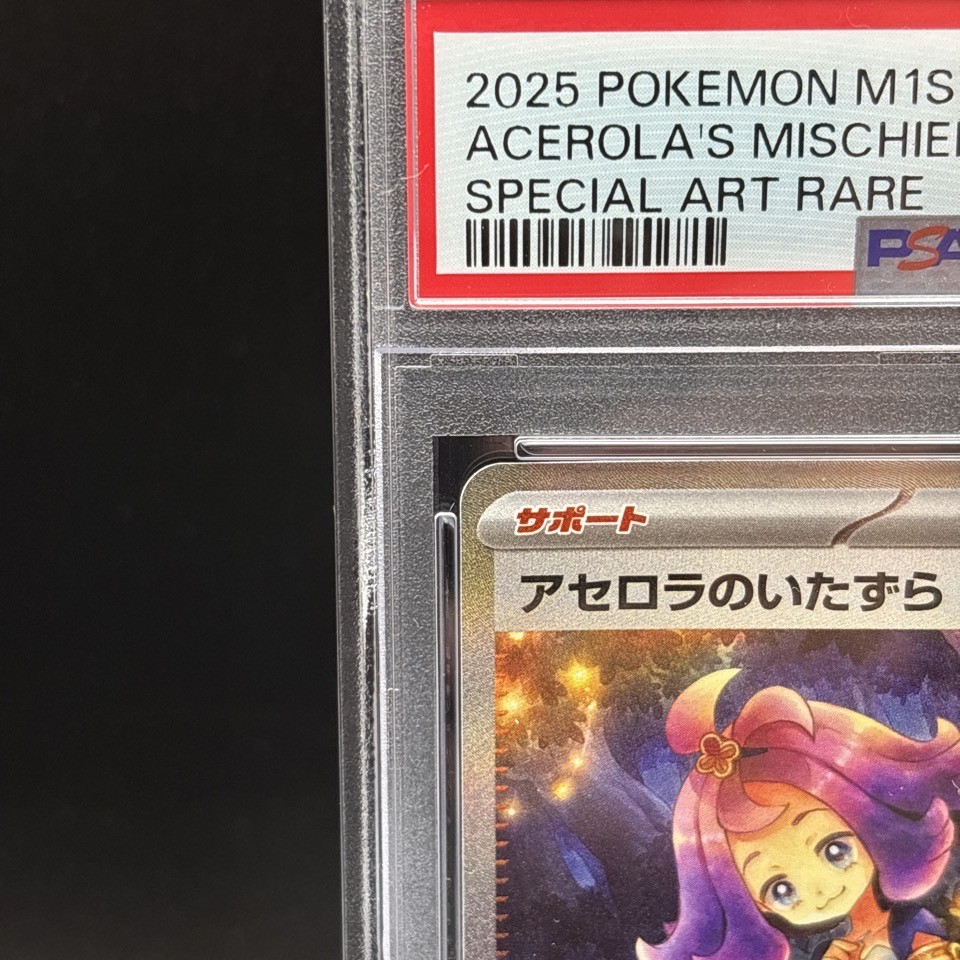 2025 POKEMON M1S
ACEROLA'S MISCHIEF
SPECIAL ART RARE
PSA
サポート
アセロラのいたずら